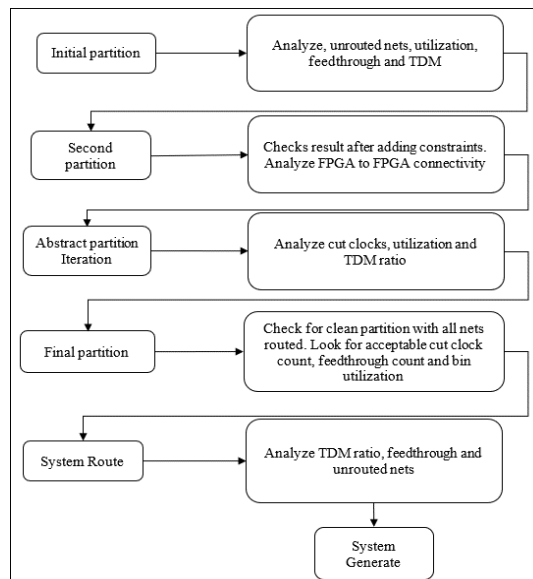 Initial partition
Analyze, unrouted nets, utilization,
feedthrough and TDM
Second
partition
Checks result after adding constraints.
Analyze FPGA to FPGA connectivity
Abstract partition
Iteration
Analyze cut clocks, utilization and
TDM ratio
Final partition
Check for clean partition with all nets
routed. Look for acceptable cut clock
count, feedthrough count and bin
utilization
System Route
Analyze TDM ratio, feedthrough and
unrouted nets
System
Generate